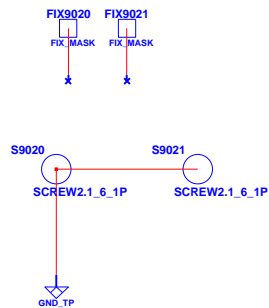 FIX9020 FIX9021
FIX_MASK FIX_MASK
S9020 S9021
SCREW2.1_6_1P SCREW2.1_6_1P
GND_TP